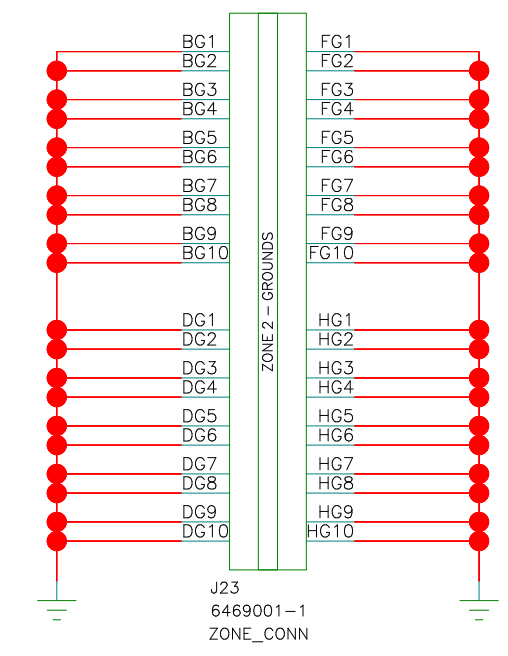 BG1 FG1
BG2 FG2
BG3 FG3
BG4 FG4
BG5 FG5
BG6 FG6
BG7 FG7
BG8 FG8
BG9 FG9
BG10 FG10
ZONE 2 - GROUNDS
DG1 HG1
DG2 HG2
DG3 HG3
DG4 HG4
DG5 HG5
DG6 HG6
DG7 HG7
DG8 HG8
DG9 HG9
DG10 HG10
J23
6469001-1
ZONE_CONN